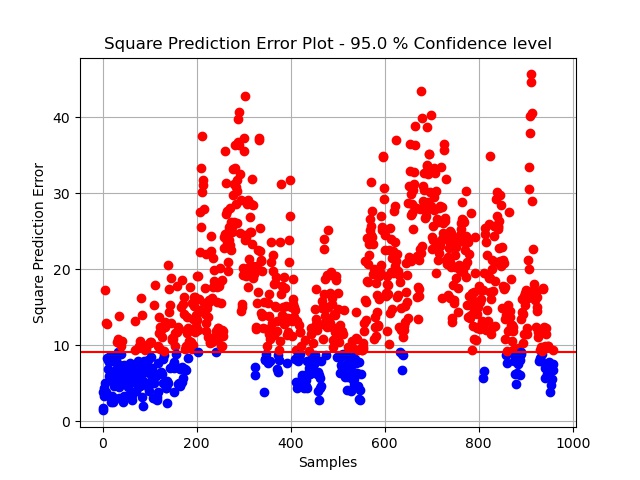 Square Prediction Error Plot - 95.0 % Confidence level
Square Prediction Error
40
30
20
10
0
0 200 400 600 800 1000
Samples